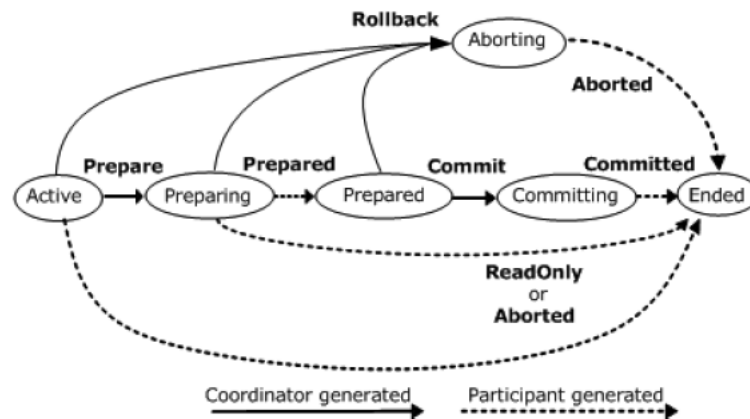 Rollback
Aborting
Aborted
Prepare
Prepared
Commit
Committed
Active
Preparing
Prepared
Committing
Ended
ReadOnly
or
Aborted
Coordinator generated
Participant generated